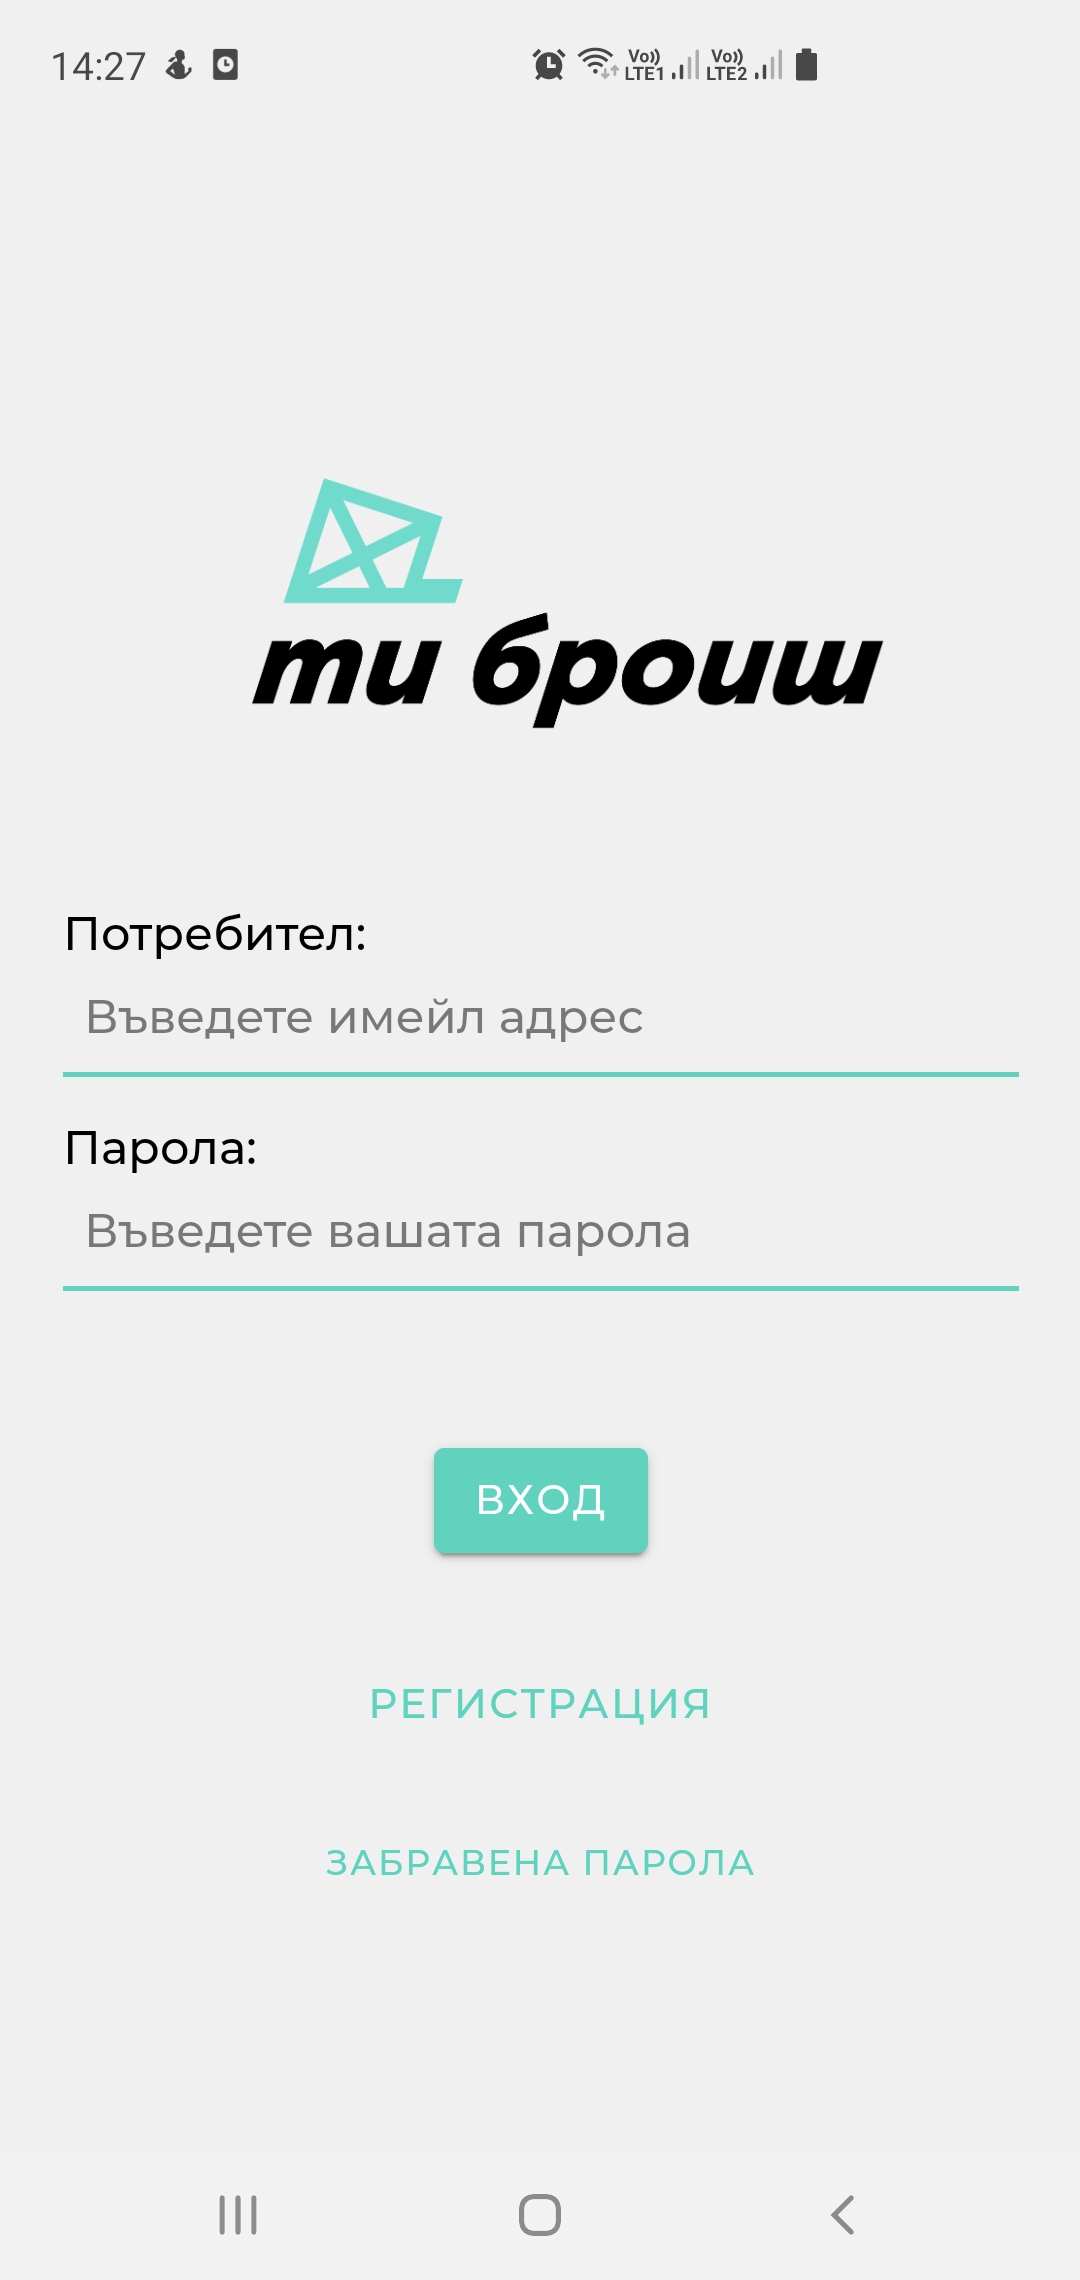 14:27
Vo)) LTE1 Vo)) LTE2
ти броиш
Потребител:
Въведете имейл адрес
Парола:
Въведете вашата парола
ВХОД
РЕГИСТРАЦИЯ
ЗАБРАВЕНА ПАРОЛА